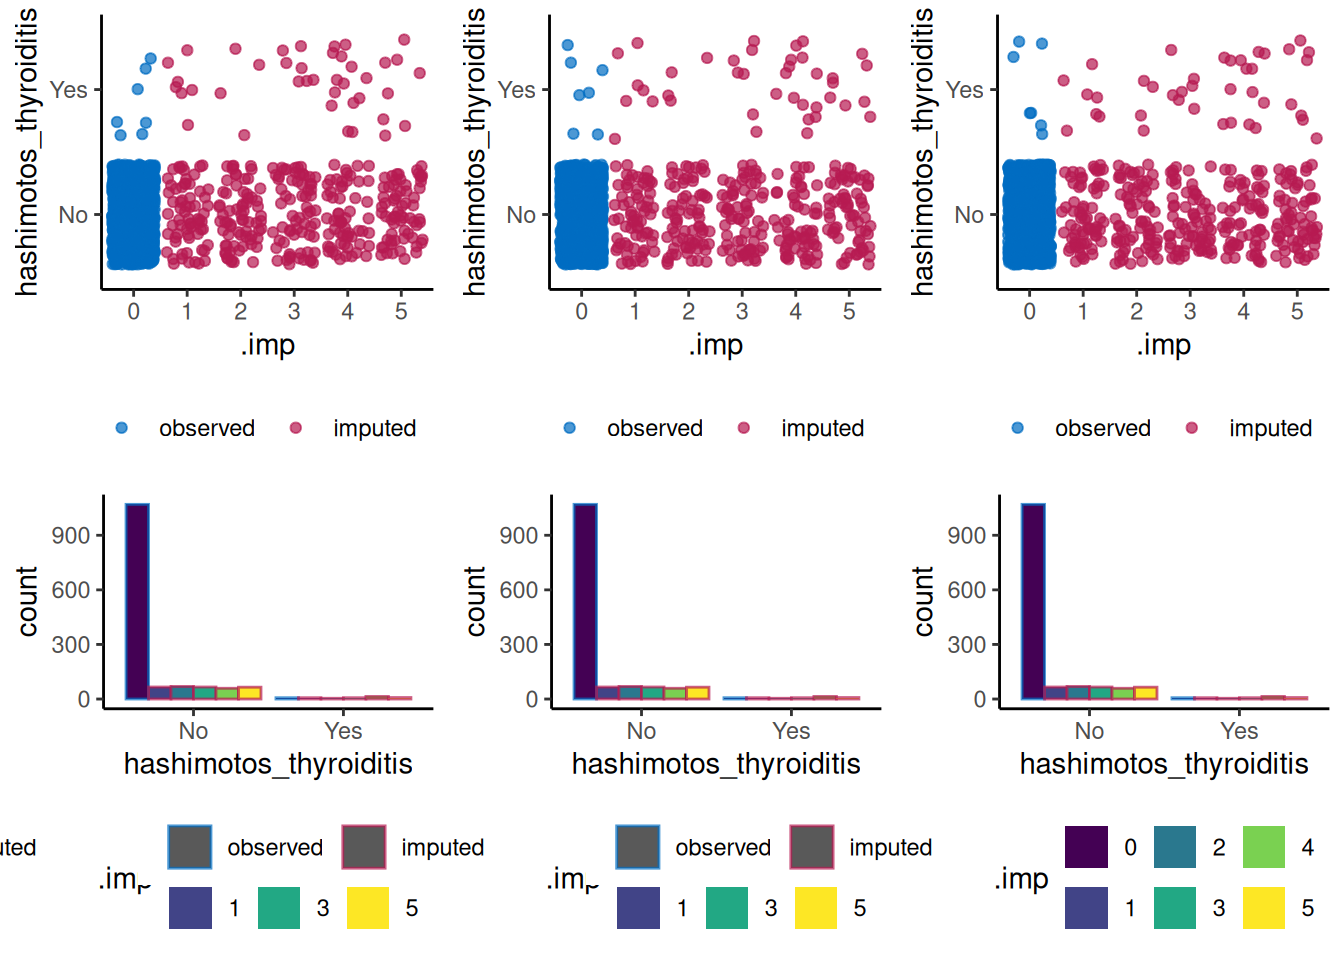 hashimotos_thyroiditis
Yes
No
0 1 2 3 4 5
.imp
hashimotos_thyroiditis
Yes
No
0 1 2 3 4 5
.imp
hashimotos_thyroiditis
Yes
No
0 1 2 3 4 5
.imp
observed imputed
observed imputed
observed imputed
count
900
600
300
0
No Yes
hashimotos_thyroiditis
count
900
600
300
0
No Yes
hashimotos_thyroiditis
count
900
600
300
0
No Yes
hashimotos_thyroiditis
uted
observed imputed
.imp
1 3 5
observed imputed
.imp
1 3 5
0 2 4
.imp
1 3 5